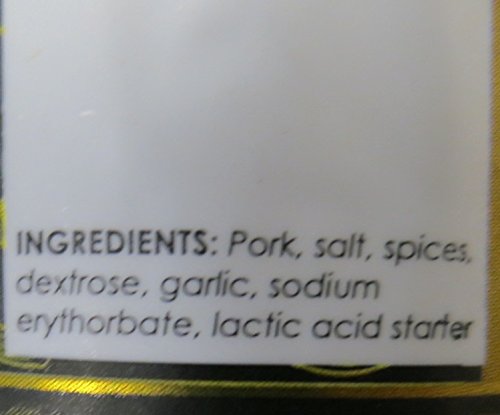 INGREDIENTS: Pork, salt, spices,
dextrose, garlic, sodium
erythorbate, lactic acid starter